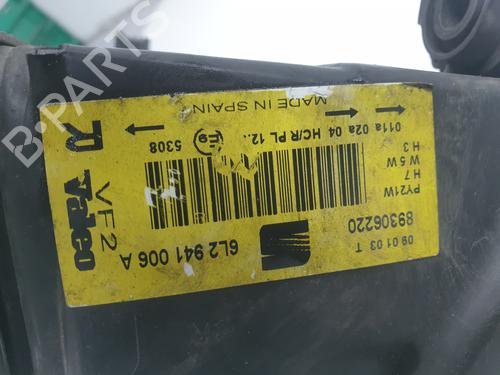 MADE IN SPAIN
011a 02a 04 HC/R PL 12..
E9
5308
PY21W
H7
W5W
H3
Valeo
VF2
6L2 941 006 A
89306220
09 01 03 T
B-PARTS